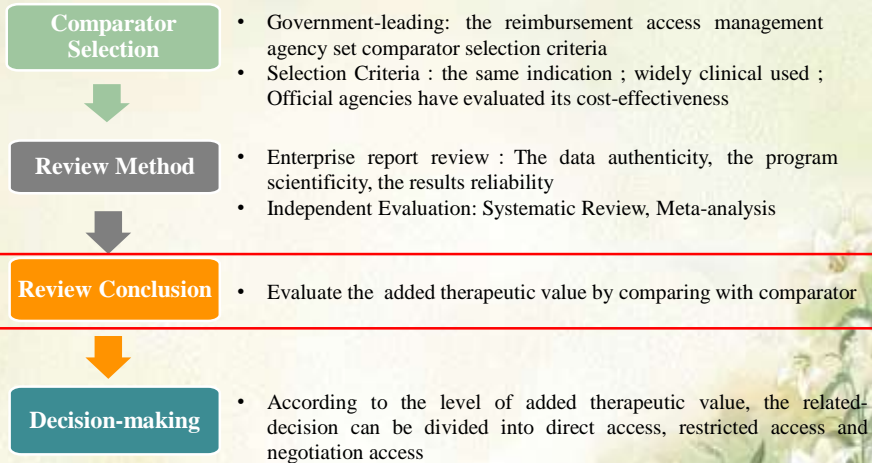 Comparator
Selection
• Government-leading: the reimbursement access management
agency set comparator selection criteria
• Selection Criteria : the same indication ; widely clinical used ;
Official agencies have evaluated its cost-effectiveness
Review Method
• Enterprise report review : The data authenticity, the program
scientificity, the results reliability
• Independent Evaluation: Systematic Review, Meta-analysis
Review Conclusion
• Evaluate the added therapeutic value by comparing with comparator
Decision-making
• According to the level of added therapeutic value, the related-
decision can be divided into direct access, restricted access and
negotiation access